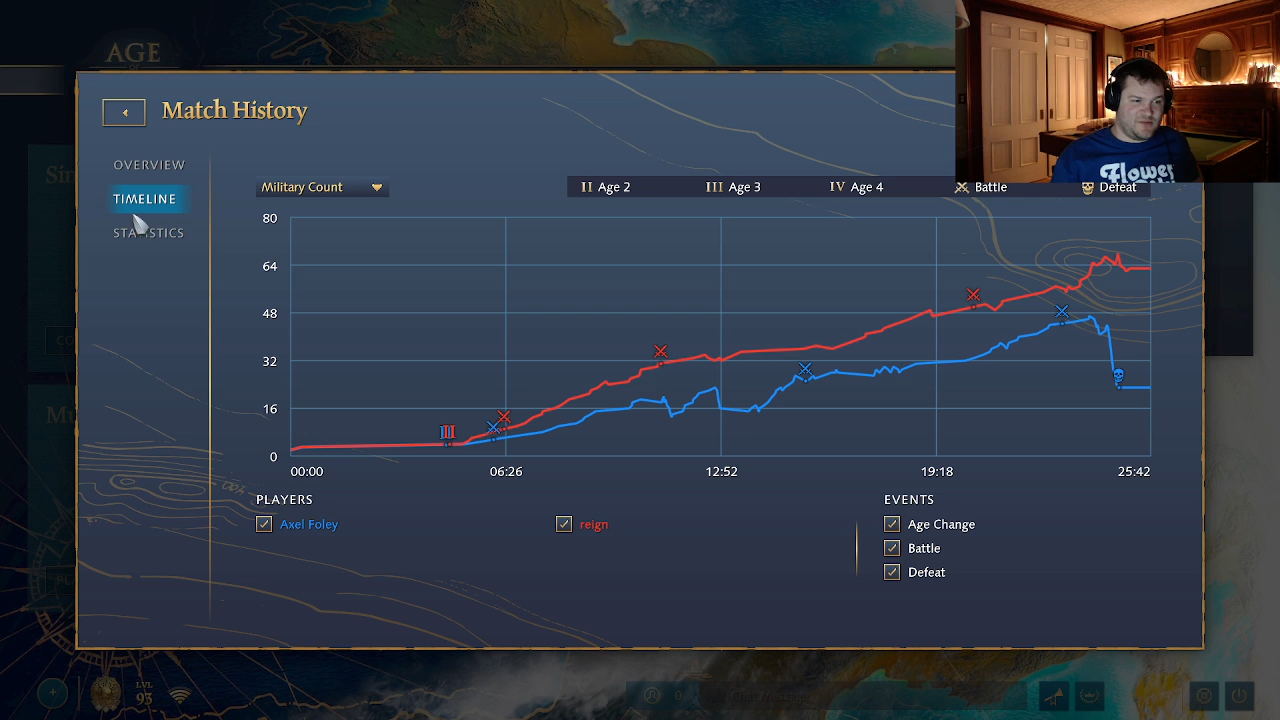 AGE
Match History
OVERVIEW
TIMELINE
STATISTICS
Military Count
II Age 2
III Age 3
IV Age 4
Battle
Defeat
80
64
48
32
16
0
III
00:00
06:26
12:52
19:18
25:42
PLAYERS
Axel Foley
reign
EVENTS
Age Change
Battle
Defeat
Flower
LVL
93
0